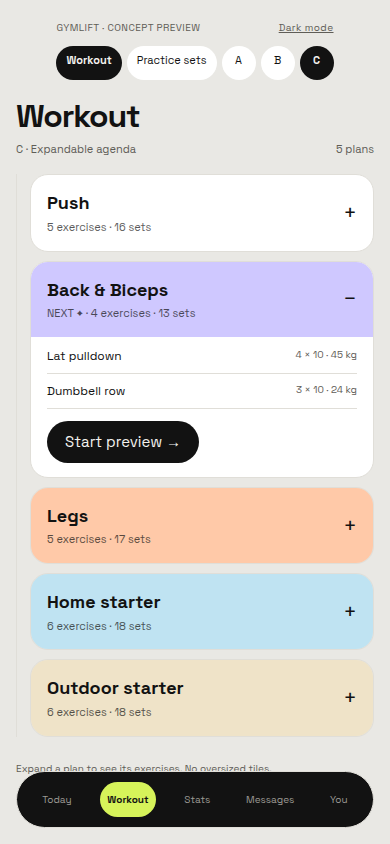 GYMLIFT · CONCEPT PREVIEW
Dark mode
Workout
Practice sets
A
B
C
Workout
C · Expandable agenda
5 plans
Push
5 exercises · 16 sets
+
Back & Biceps
NEXT ✦ · 4 exercises · 13 sets
−
Lat pulldown
4 × 10 · 45 kg
Dumbbell row
3 × 10 · 24 kg
Start preview →
Legs
5 exercises · 17 sets
+
Home starter
6 exercises · 18 sets
+
Outdoor starter
6 exercises · 18 sets
+
Expand a plan to see its exercises. No oversized tiles.
Today
Workout
Stats
Messages
You